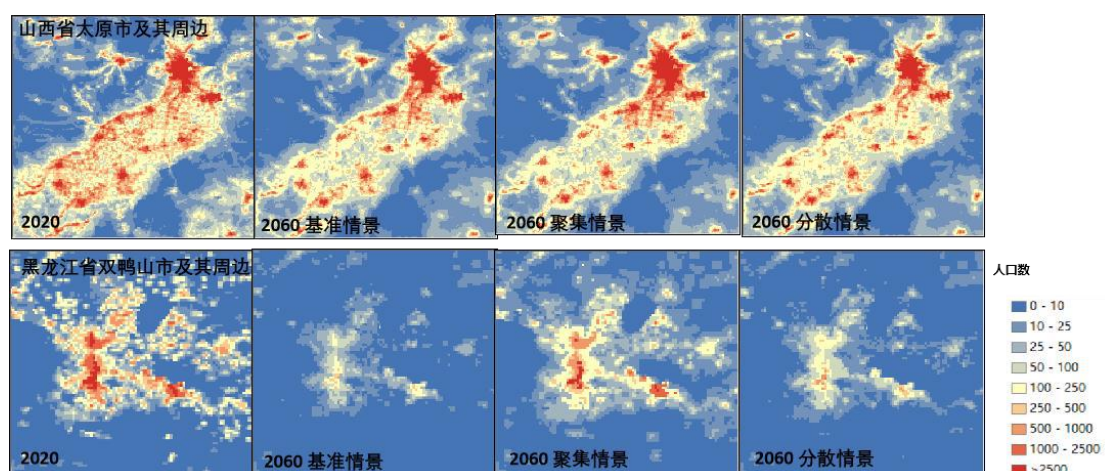 山西省太原市及其周边
2020
2060 基准情景
2060 聚集情景
2060 分散情景
黑龙江省双鸭山市及其周边
2020
2060 基准情景
2060 聚集情景
2060 分散情景
人口数
0 - 10
10 - 25
25 - 50
50 - 100
100 - 250
250 - 500
500 - 1000
1000 - 2500
>2500